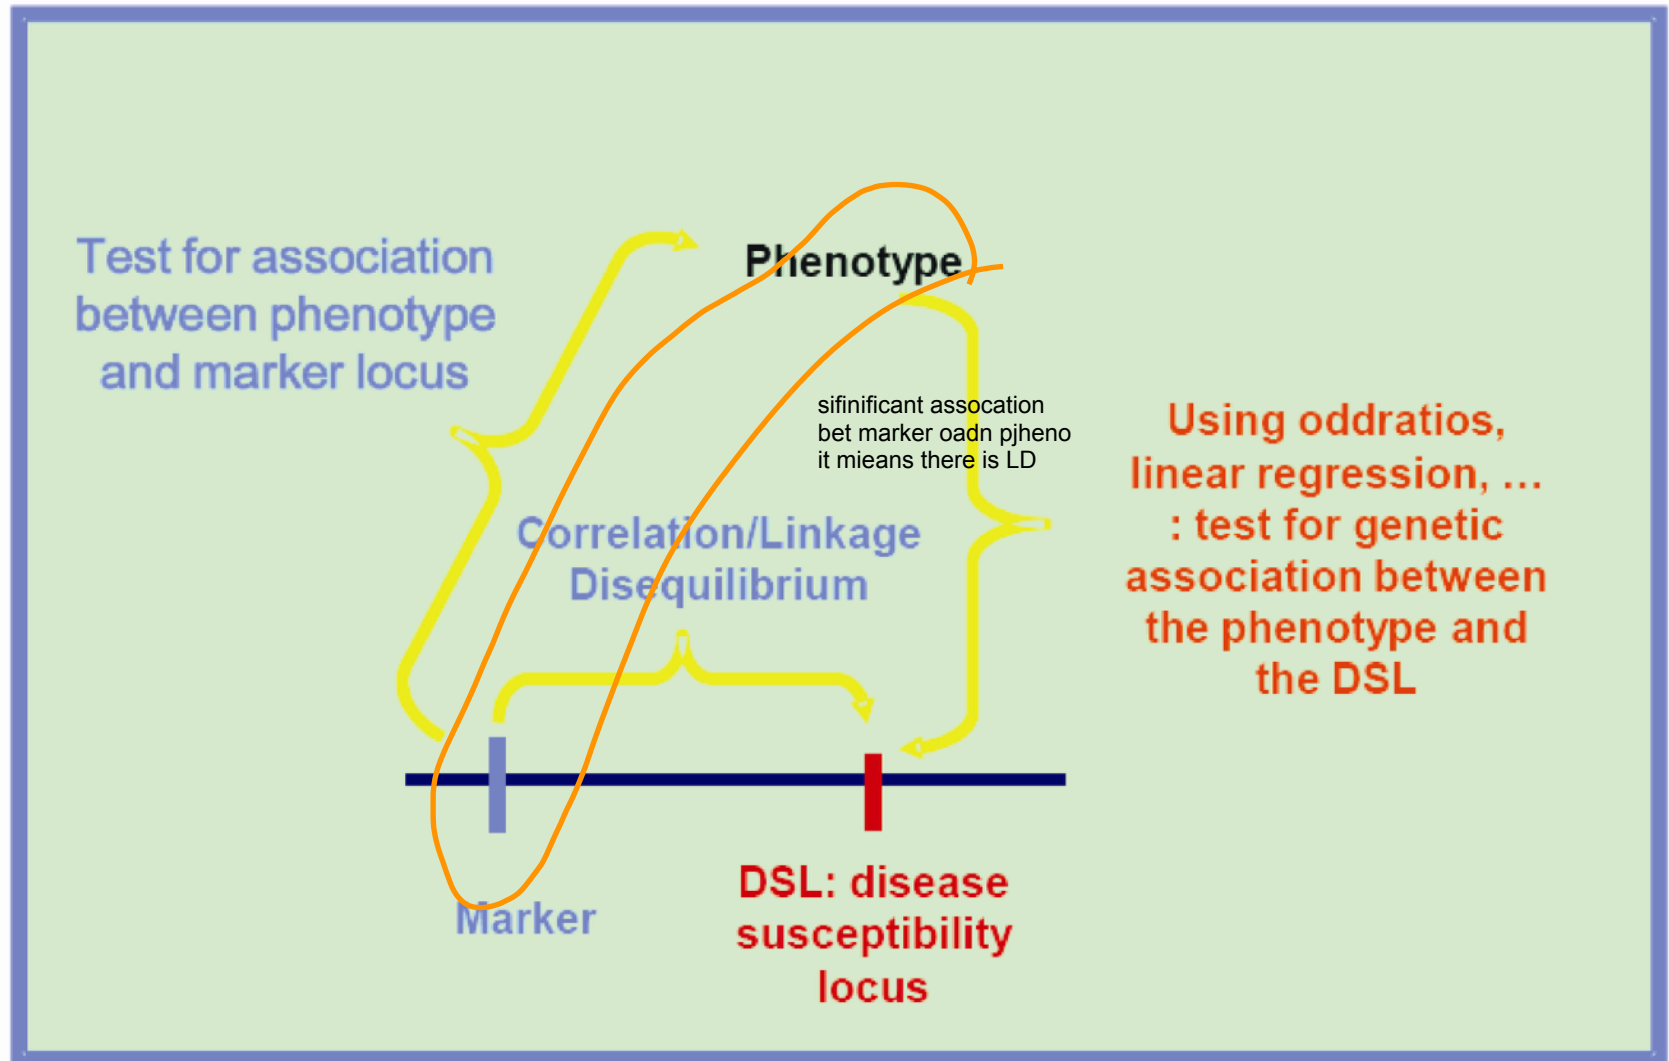 Test for association
between phenotype
and marker locus
Phenotype
sifinificant assocation
bet marker oadn pjheno
it mieans there is LD
Correlation/Linkage
Disequilibrium
Using oddratios,
linear regression, ...
: test for genetic
association between
the phenotype and
the DSL
Marker
DSL: disease
susceptibility
locus